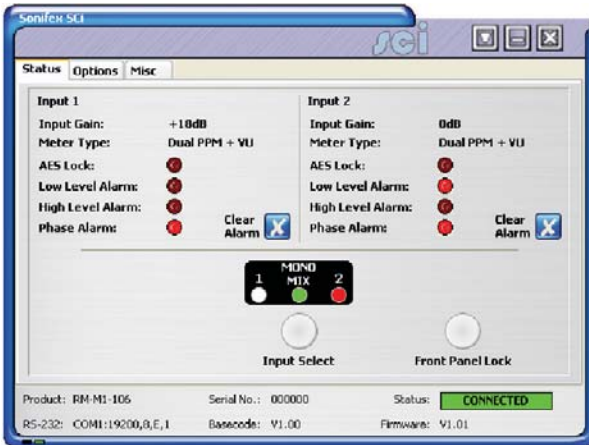 Sonifex SCi
sci
Status Options Misc
Input 1
Input Gain: +18dB
Meter Type: Dual PPM + VU
AES Lock:
Low Level Alarm:
High Level Alarm:
Phase Alarm:
Clear Alarm
Input 2
Input Gain: 0dB
Meter Type: Dual PPM + VU
AES Lock:
Low Level Alarm:
High Level Alarm:
Phase Alarm:
Clear Alarm
MONO
1 MIX 2
Input Select
Front Panel Lock
Product: RM-M1-106 Serial No.: 000000 Status: CONNECTED
RS-232: COM1:19200,8,E,1 Basecode: V1.00 Firmware: V1.01